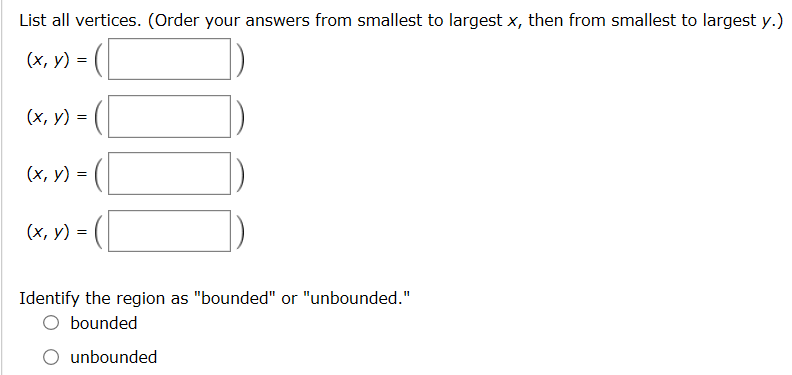 List all vertices. (Order your answers from smallest to largest x, then from smallest to largest y.)
(x, y) = ( )
(x, y) = ( )
(x, y) = ( )
(x, y) = ( )
Identify the region as "bounded" or "unbounded."
bounded
unbounded